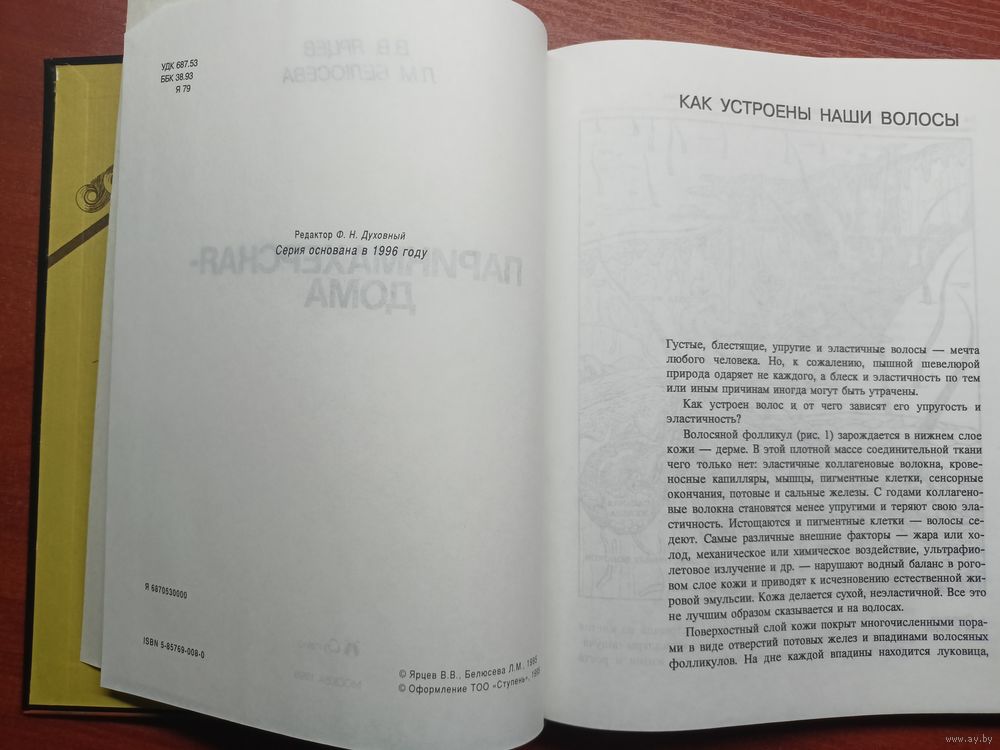 УДК 687.53
ББК 38.93
Я 79
В.В. ЯРЦЕВ
Л.М. БЕЛЮСЕВА
Редактор Ф. Н. Духовный
Серия основана в 1996 году
ПАРИКМАХЕРСКАЯ-
ДОМА
Я 6870530000
ISBN 5-85769-008-0
© Ярцев В.В., Белюсева Л.М., 1995
© Оформление ТОО «Ступень», 1995
КАК УСТРОЕНЫ НАШИ ВОЛОСЫ
Густые, блестящие, упругие и эластичные волосы — мечта
любого человека. Но, к сожалению, пышной шевелюрой
природа одаряет не каждого, а блеск и эластичность по тем
или иным причинам иногда могут быть утрачены.
Как устроен волос и от чего зависят его упругость и
эластичность?
Волосяной фолликул (рис. 1) зарождается в нижнем слое
кожи — дерме. В этой плотной массе соединительной ткани
чего только нет: эластичные коллагеновые волокна, крове-
носные капилляры, мышцы, пигментные клетки, сенсорные
окончания, потовые и сальные железы. С годами коллагено-
вые волокна становятся менее упругими и теряют свою эла-
стичность. Истощаются и пигментные клетки — волосы се-
деют. Самые различные внешние факторы — жара или хо-
лод, механическое или химическое воздействие, ультрафио-
летовое излучение и др. — нарушают водный баланс в рого-
вом слое кожи и приводят к исчезновению естественной жи-
ровой эмульсии. Кожа делается сухой, неэластичной. Все это
не лучшим образом сказывается и на волосах.
Поверхностный слой кожи покрыт многочисленными пора-
ми в виде отверстий потовых желез и впадинами волосяных
фолликулов. На дне каждой впадины находится луковица,
www.ay.by